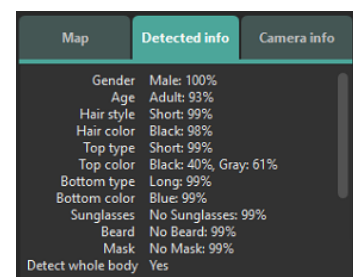 Map Detected info Camera info
Gender Male: 100%
Age Adult: 93%
Hair style Short: 99%
Hair color Black: 98%
Top type Short: 99%
Top color Black: 40%, Gray: 61%
Bottom type Long: 99%
Bottom color Blue: 99%
Sunglasses No Sunglasses: 99%
Beard No Beard: 99%
Mask No Mask: 99%
Detect whole body Yes